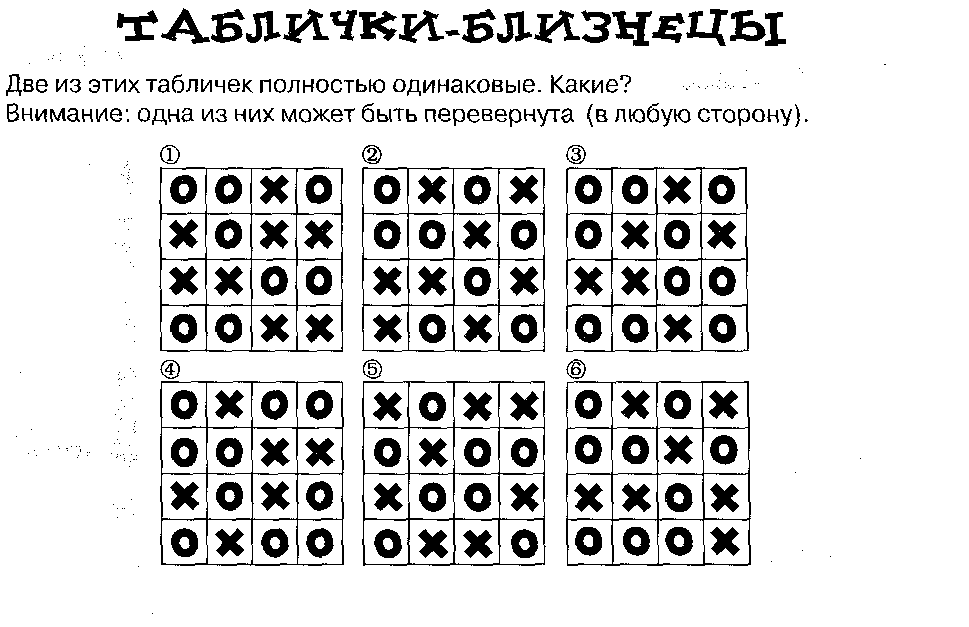 ТАБЛИЧКИ-БЛИЗНЕЦЫ
Две из этих табличек полностью одинаковые. Какие?
Внимание: одна из них может быть перевернута (в любую сторону).
① ② ③
О О Х О О Х О Х О О Х О
Х О Х Х О О Х О О Х О Х
Х Х О О Х Х О Х Х Х О О
О О Х Х Х О Х О О О Х О
④ ⑤ ⑥
О Х О О Х О Х Х О Х О Х
О О Х Х О Х О О О О Х О
Х О Х О Х О О Х Х Х О Х
О Х О О О Х Х О О О О Х